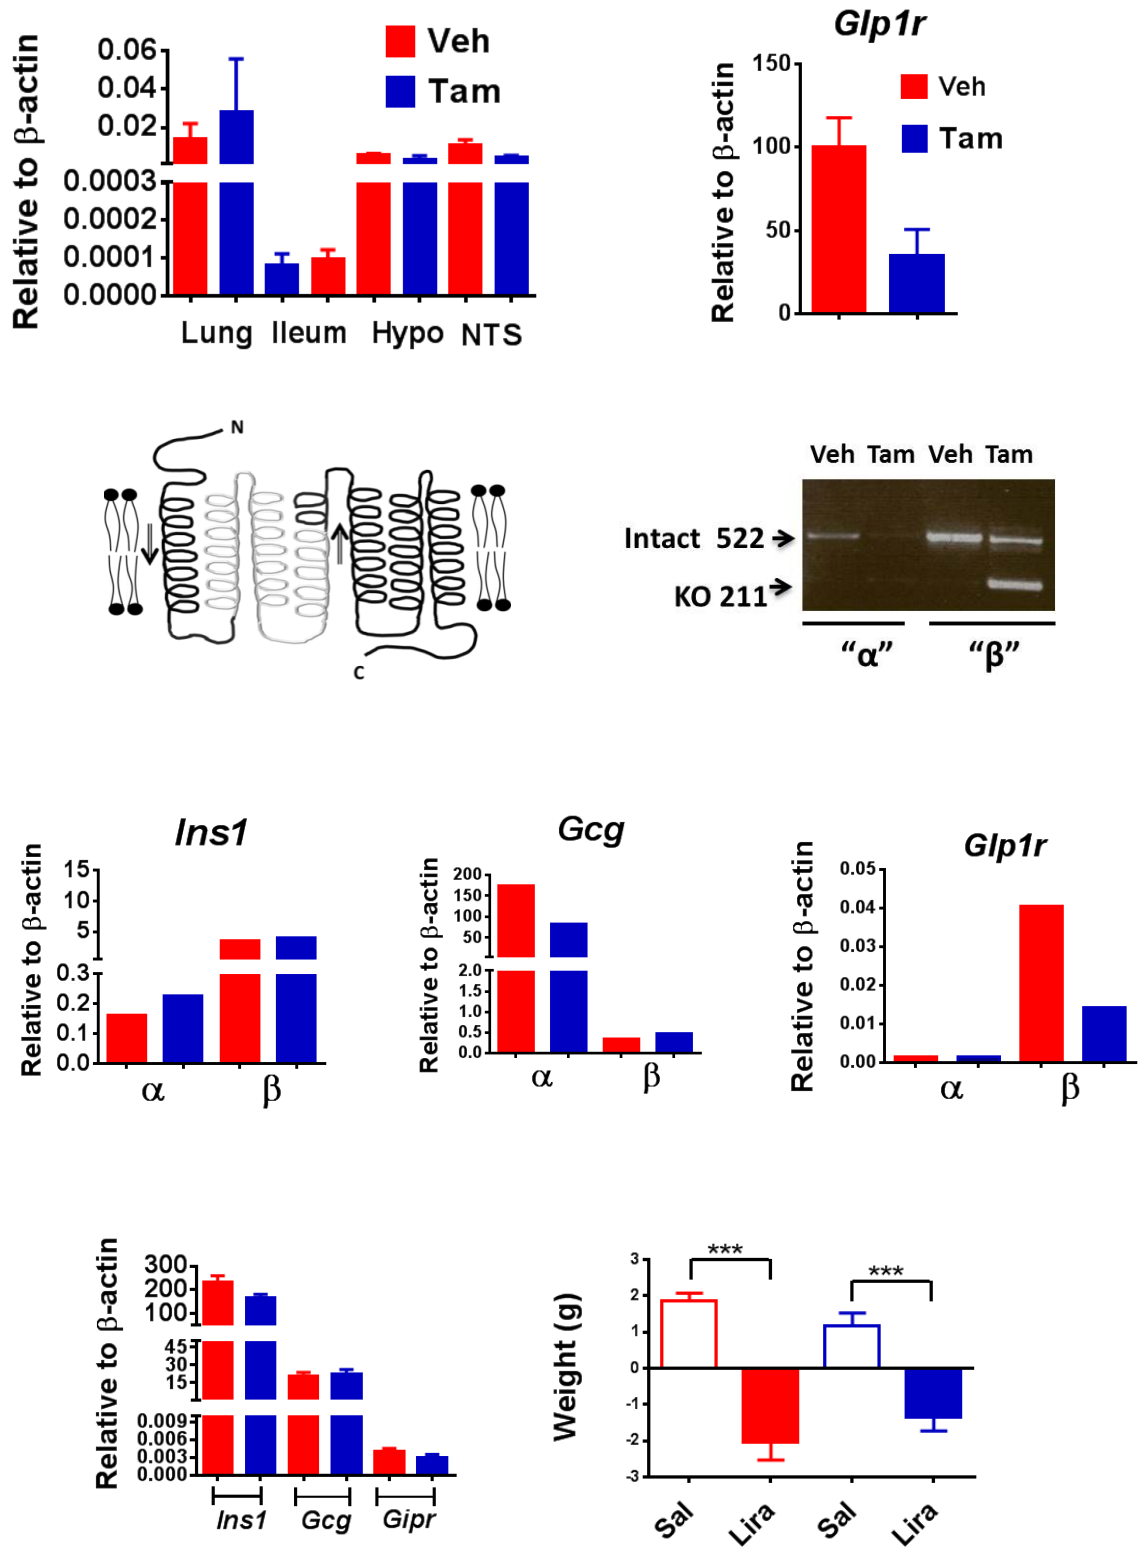 Relative to β-actin
0.06
0.04
0.02
0.0003
0.0002
0.0001
0.0000
Veh
Tam
Lung Ileum Hypo NTS
Glp1r
Relative to β-actin
150
100
50
0
Veh
Tam
N
C
Veh Tam Veh Tam
Intact 522
KO 211
“α” “β”
Ins1
Relative to β-actin
15
10
5
0.3
0.2
0.1
0.0
α β
Gcg
Relative to β-actin
200
150
100
50
2.0
1.5
1.0
0.5
0.0
α β
Glp1r
Relative to β-actin
0.05
0.04
0.03
0.02
0.01
0.00
α β
Relative to β-actin
300
200
100
45
30
15
0.009
0.006
0.003
0.000
Ins1 Gcg Gipr
Weight (g)
3
2
1
0
-1
-2
-3
***
***
Sal Lira Sal Lira